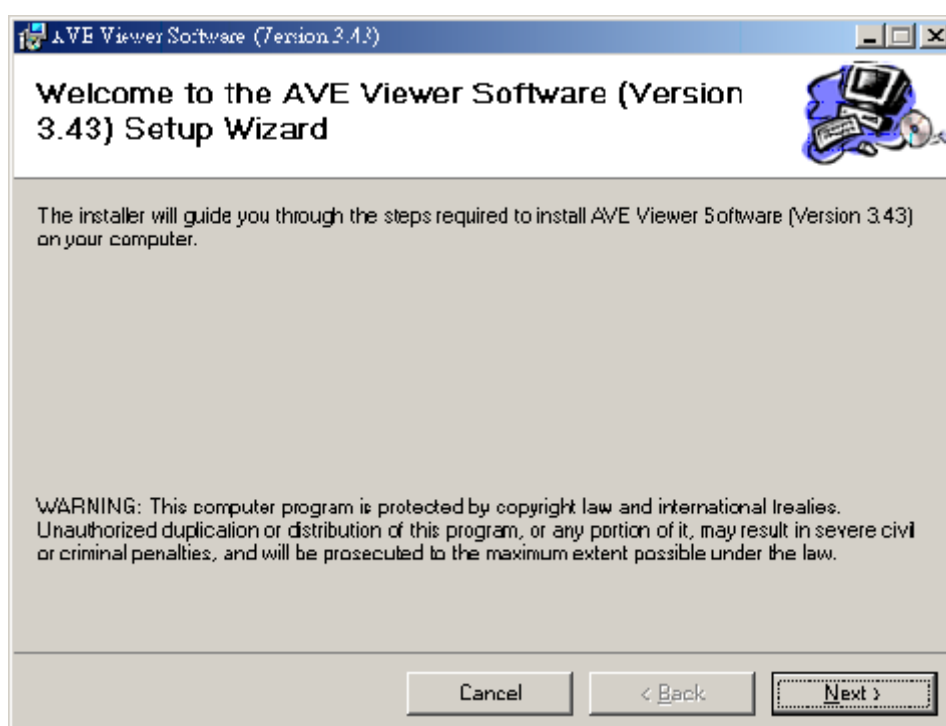 AVE Viewer Software (Version 3.43)
Welcome to the AVE Viewer Software (Version
3.43) Setup Wizard
The installer will guide you through the steps required to install AVE Viewer Software (Version 3.43)
on your computer.
WARNING: This computer program is protected by copyright law and international treaties.
Unauthorized duplication or distribution of this program, or any portion of it, may result in severe civil
or criminal penalties, and will be prosecuted to the maximum extent possible under the law.
Cancel
< Back
Next >